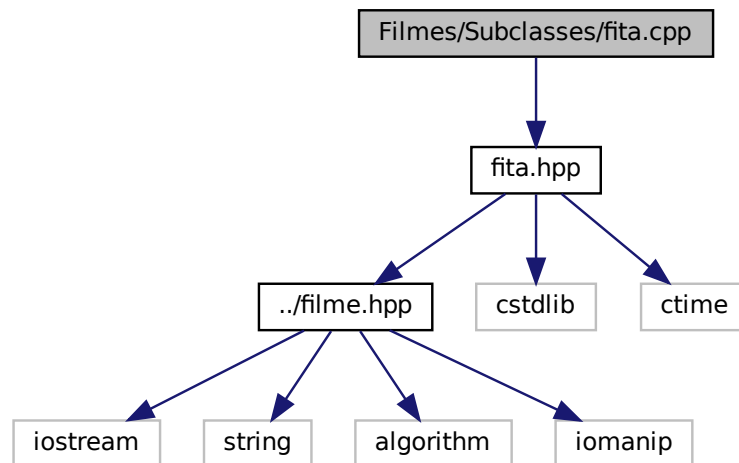 Filmes/Subclasses/fita.cpp
fita.hpp
../filme.hpp
cstdlib
ctime
iostream
string
algorithm
iomanip